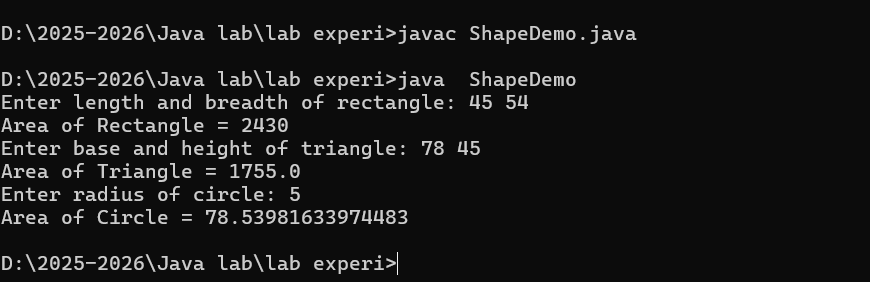 D:\2025-2026\Java lab\lab experi>javac ShapeDemo.java
D:\2025-2026\Java lab\lab experi>java  ShapeDemo
Enter length and breadth of rectangle: 45 54
Area of Rectangle = 2430
Enter base and height of triangle: 78 45
Area of Triangle = 1755.0
Enter radius of circle: 5
Area of Circle = 78.53981633974483
D:\2025-2026\Java lab\lab experi>